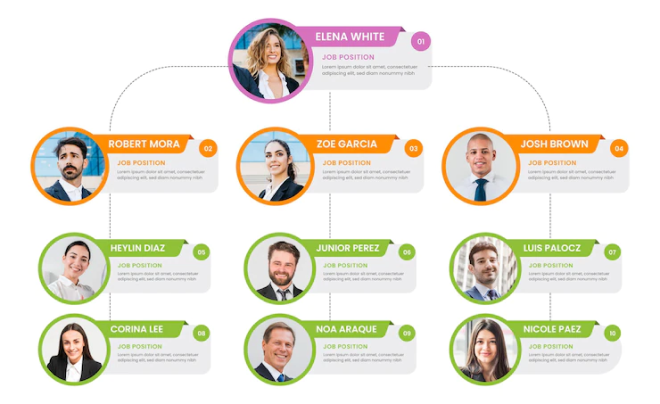 ELENA WHITE
01
JOB POSITION
Lorem ipsum dolor sit amet, consectetuer
adipiscing elit, sed diam nonummy nibh
ROBERT MORA
02
JOB POSITION
Lorem ipsum dolor sit amet, consectetuer
adipiscing elit, sed diam nonummy nibh
ZOE GARCIA
03
JOB POSITION
Lorem ipsum dolor sit amet, consectetuer
adipiscing elit, sed diam nonummy nibh
JOSH BROWN
04
JOB POSITION
Lorem ipsum dolor sit amet, consectetuer
adipiscing elit, sed diam nonummy nibh
HEYLIN DIAZ
05
JOB POSITION
Lorem ipsum dolor sit amet, consectetuer
adipiscing elit, sed diam nonummy nibh
JUNIOR PEREZ
06
JOB POSITION
Lorem ipsum dolor sit amet, consectetuer
adipiscing elit, sed diam nonummy nibh
LUIS PALOCZ
07
JOB POSITION
Lorem ipsum dolor sit amet, consectetuer
adipiscing elit, sed diam nonummy nibh
CORINA LEE
08
JOB POSITION
Lorem ipsum dolor sit amet, consectetuer
adipiscing elit, sed diam nonummy nibh
NOA ARAQUE
09
JOB POSITION
Lorem ipsum dolor sit amet, consectetuer
adipiscing elit, sed diam nonummy nibh
NICOLE PAEZ
10
JOB POSITION
Lorem ipsum dolor sit amet, consectetuer
adipiscing elit, sed diam nonummy nibh